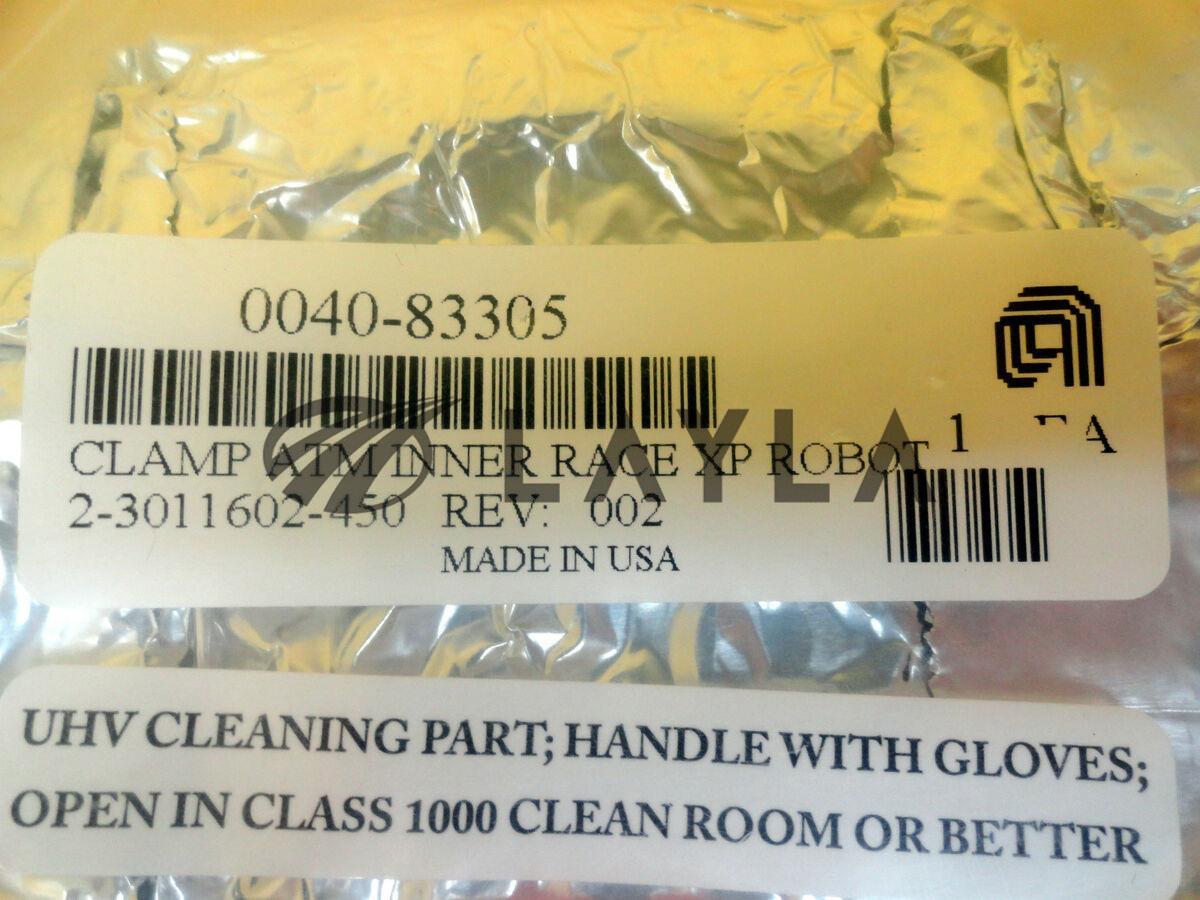 0040-83305
CLAMP ATM INNER RACE XP ROBOT
1 EA
2-3011602-450 REV: 002
MADE IN USA
LAYLA
UHV CLEANING PART; HANDLE WITH GLOVES;
OPEN IN CLASS 1000 CLEAN ROOM OR BETTER